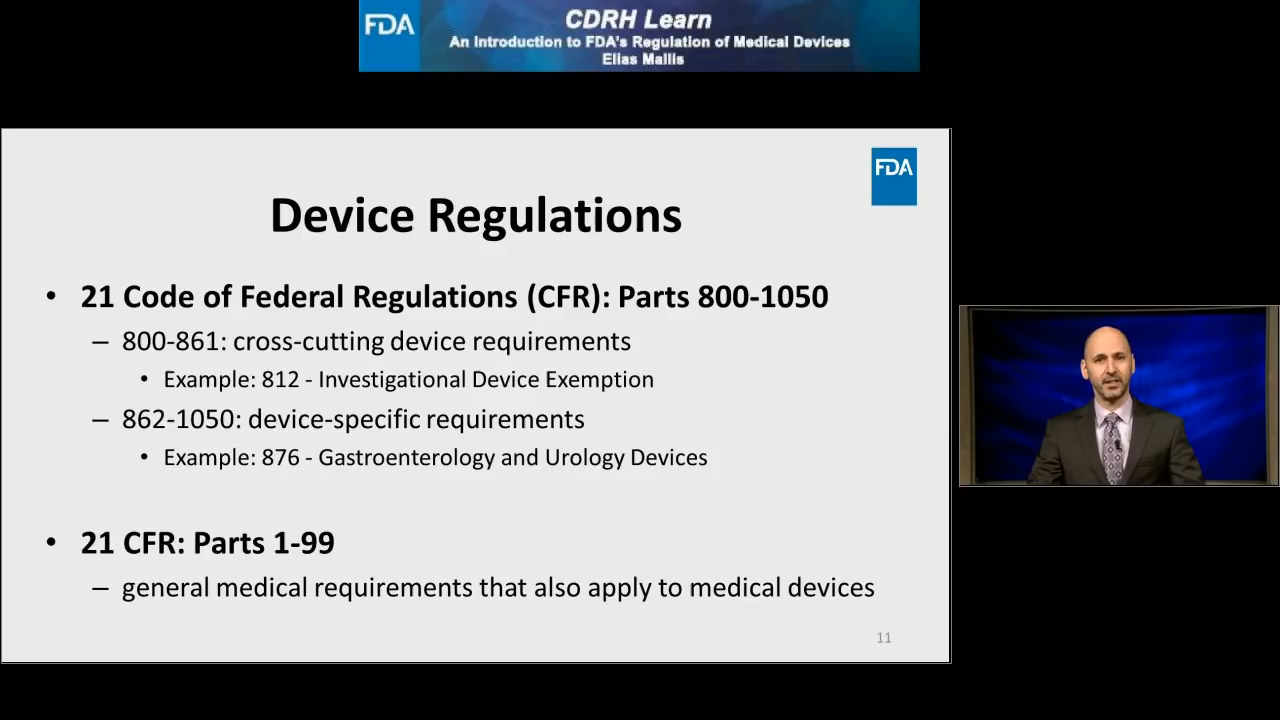 FDA
CDRH Learn
An Introduction to FDA's Regulation of Medical Devices
Elias Mallis
FDA
Device Regulations
• 21 Code of Federal Regulations (CFR): Parts 800-1050
– 800-861: cross-cutting device requirements
• Example: 812 - Investigational Device Exemption
– 862-1050: device-specific requirements
• Example: 876 - Gastroenterology and Urology Devices
• 21 CFR: Parts 1-99
– general medical requirements that also apply to medical devices
11